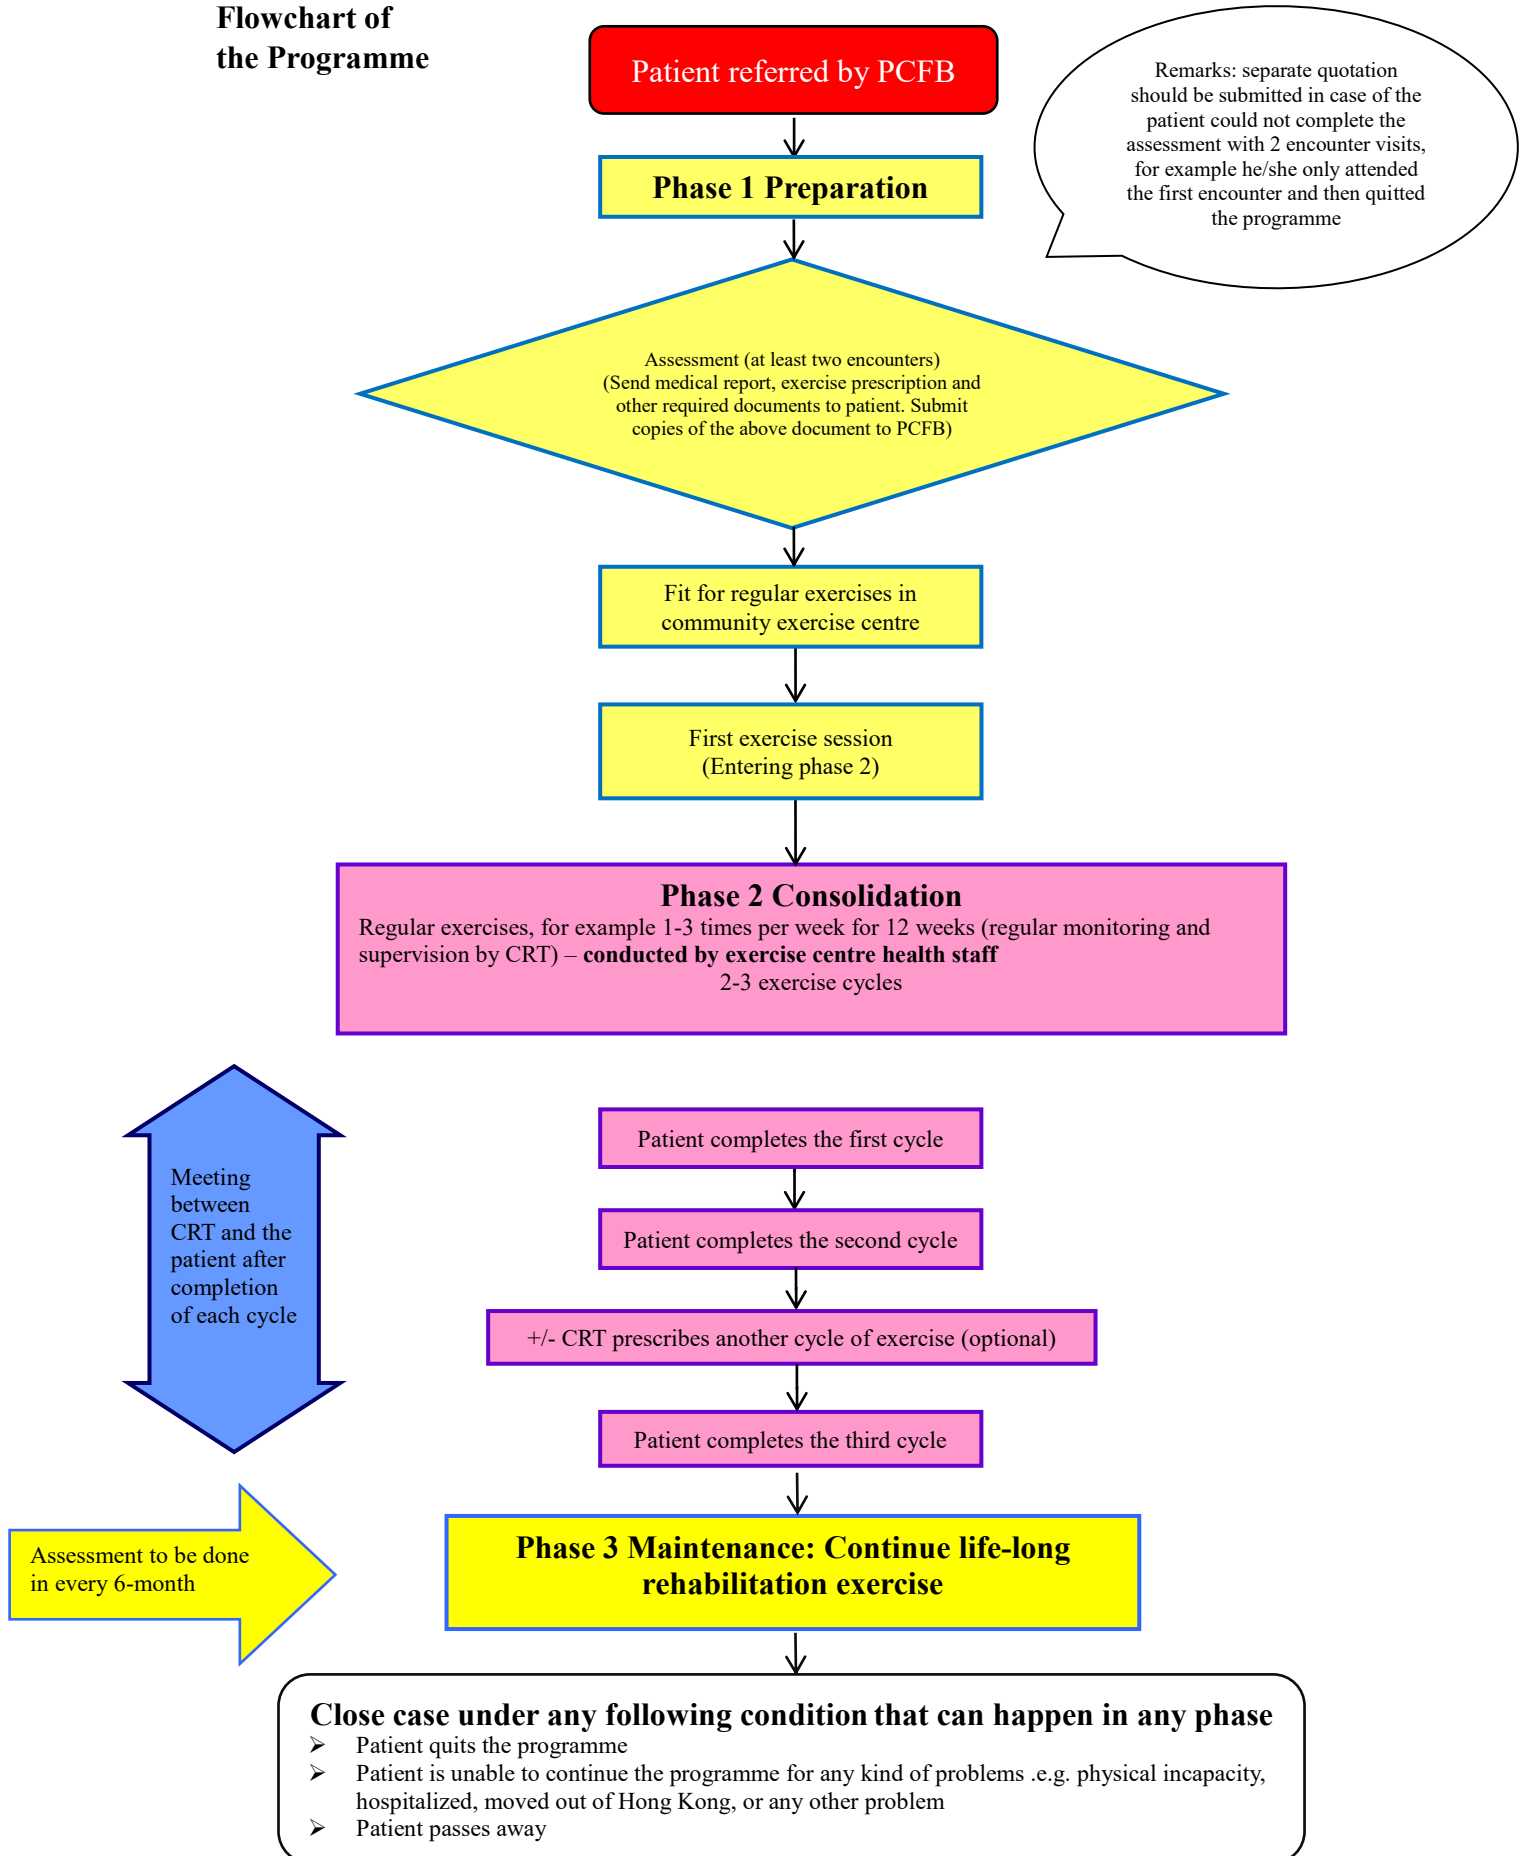 Flowchart of
the Programme
Patient referred by PCFB
Remarks: separate quotation
should be submitted in case of the
patient could not complete the
assessment with 2 encounter visits,
for example he/she only attended
the first encounter and then quitted
the programme
Phase 1 Preparation
Assessment (at least two encounters)
(Send medical report, exercise prescription and
other required documents to patient. Submit
copies of the above document to PCFB)
Fit for regular exercises in
community exercise centre
First exercise session
(Entering phase 2)
Phase 2 Consolidation
Regular exercises, for example 1-3 times per week for 12 weeks (regular monitoring and
supervision by CRT) – conducted by exercise centre health staff
2-3 exercise cycles
Meeting
between
CRT and the
patient after
completion
of each cycle
Patient completes the first cycle
Patient completes the second cycle
+/- CRT prescribes another cycle of exercise (optional)
Patient completes the third cycle
Assessment to be done
in every 6-month
Phase 3 Maintenance: Continue life-long
rehabilitation exercise
Close case under any following condition that can happen in any phase
➢ Patient quits the programme
➢ Patient is unable to continue the programme for any kind of problems .e.g. physical incapacity,
hospitalized, moved out of Hong Kong, or any other problem
➢ Patient passes away